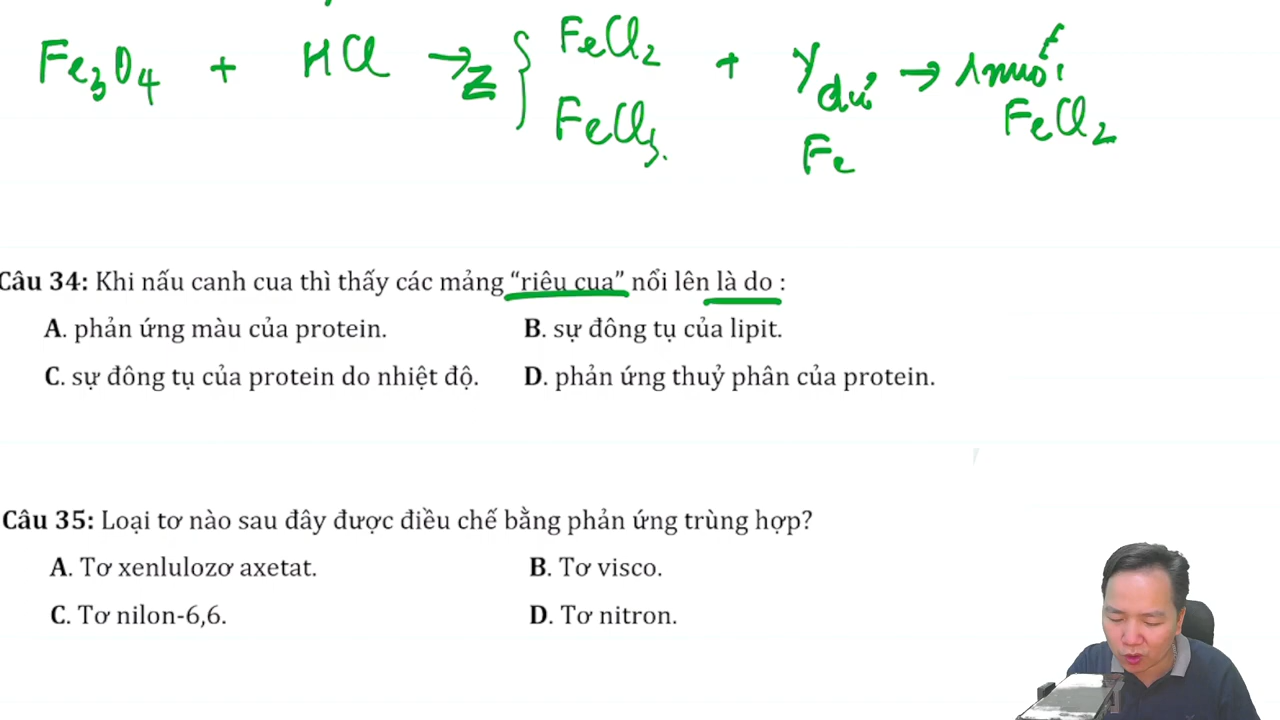 Fe3O4 + HCl → Z { FeCl2 + Y dư → 1 muối
FeCl3. Fe FeCl2
Câu 34: Khi nấu canh cua thì thấy các mảng “riêu cua” nổi lên là do :
A. phản ứng màu của protein. B. sự đông tụ của lipit.
C. sự đông tụ của protein do nhiệt độ. D. phản ứng thuỷ phân của protein.
Câu 35: Loại tơ nào sau đây được điều chế bằng phản ứng trùng hợp?
A. Tơ xenlulozơ axetat. B. Tơ visco.
C. Tơ nilon-6,6. D. Tơ nitron.